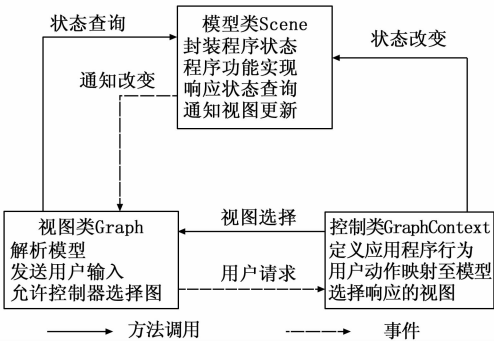 状态查询
模型类Scene
封装程序状态
程序功能实现
响应状态查询
通知视图更新
状态改变
通知改变
视图类Graph
解析模型
发送用户输入
允许控制器选择图
视图选择
用户请求
控制类GraphContext
定义应用程序行为
用户动作映射至模型
选择响应的视图
方法调用
事件